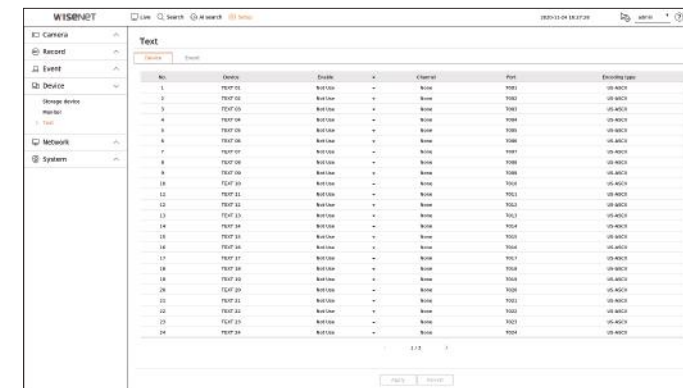 WISENET
Live Search AI search Setup
2020-11-04 18:27:28
admin
Camera
Record
Event
Device
Storage device
Monitor
Text
Network
System
Text
Device Event
No. Device Enable Channel Port Encoding type
1 TEXT 01 Not Use None 7001 US-ASCII
2 TEXT 02 Not Use None 7002 US-ASCII
3 TEXT 03 Not Use None 7003 US-ASCII
4 TEXT 04 Not Use None 7004 US-ASCII
5 TEXT 05 Not Use None 7005 US-ASCII
6 TEXT 06 Not Use None 7006 US-ASCII
7 TEXT 07 Not Use None 7007 US-ASCII
8 TEXT 08 Not Use None 7008 US-ASCII
9 TEXT 09 Not Use None 7009 US-ASCII
10 TEXT 10 Not Use None 7010 US-ASCII
11 TEXT 11 Not Use None 7011 US-ASCII
12 TEXT 12 Not Use None 7012 US-ASCII
13 TEXT 13 Not Use None 7013 US-ASCII
14 TEXT 14 Not Use None 7014 US-ASCII
15 TEXT 15 Not Use None 7015 US-ASCII
16 TEXT 16 Not Use None 7016 US-ASCII
17 TEXT 17 Not Use None 7017 US-ASCII
18 TEXT 18 Not Use None 7018 US-ASCII
19 TEXT 19 Not Use None 7019 US-ASCII
20 TEXT 20 Not Use None 7020 US-ASCII
21 TEXT 21 Not Use None 7021 US-ASCII
22 TEXT 22 Not Use None 7022 US-ASCII
23 TEXT 23 Not Use None 7023 US-ASCII
24 TEXT 24 Not Use None 7024 US-ASCII
1 / 2
Apply Revert